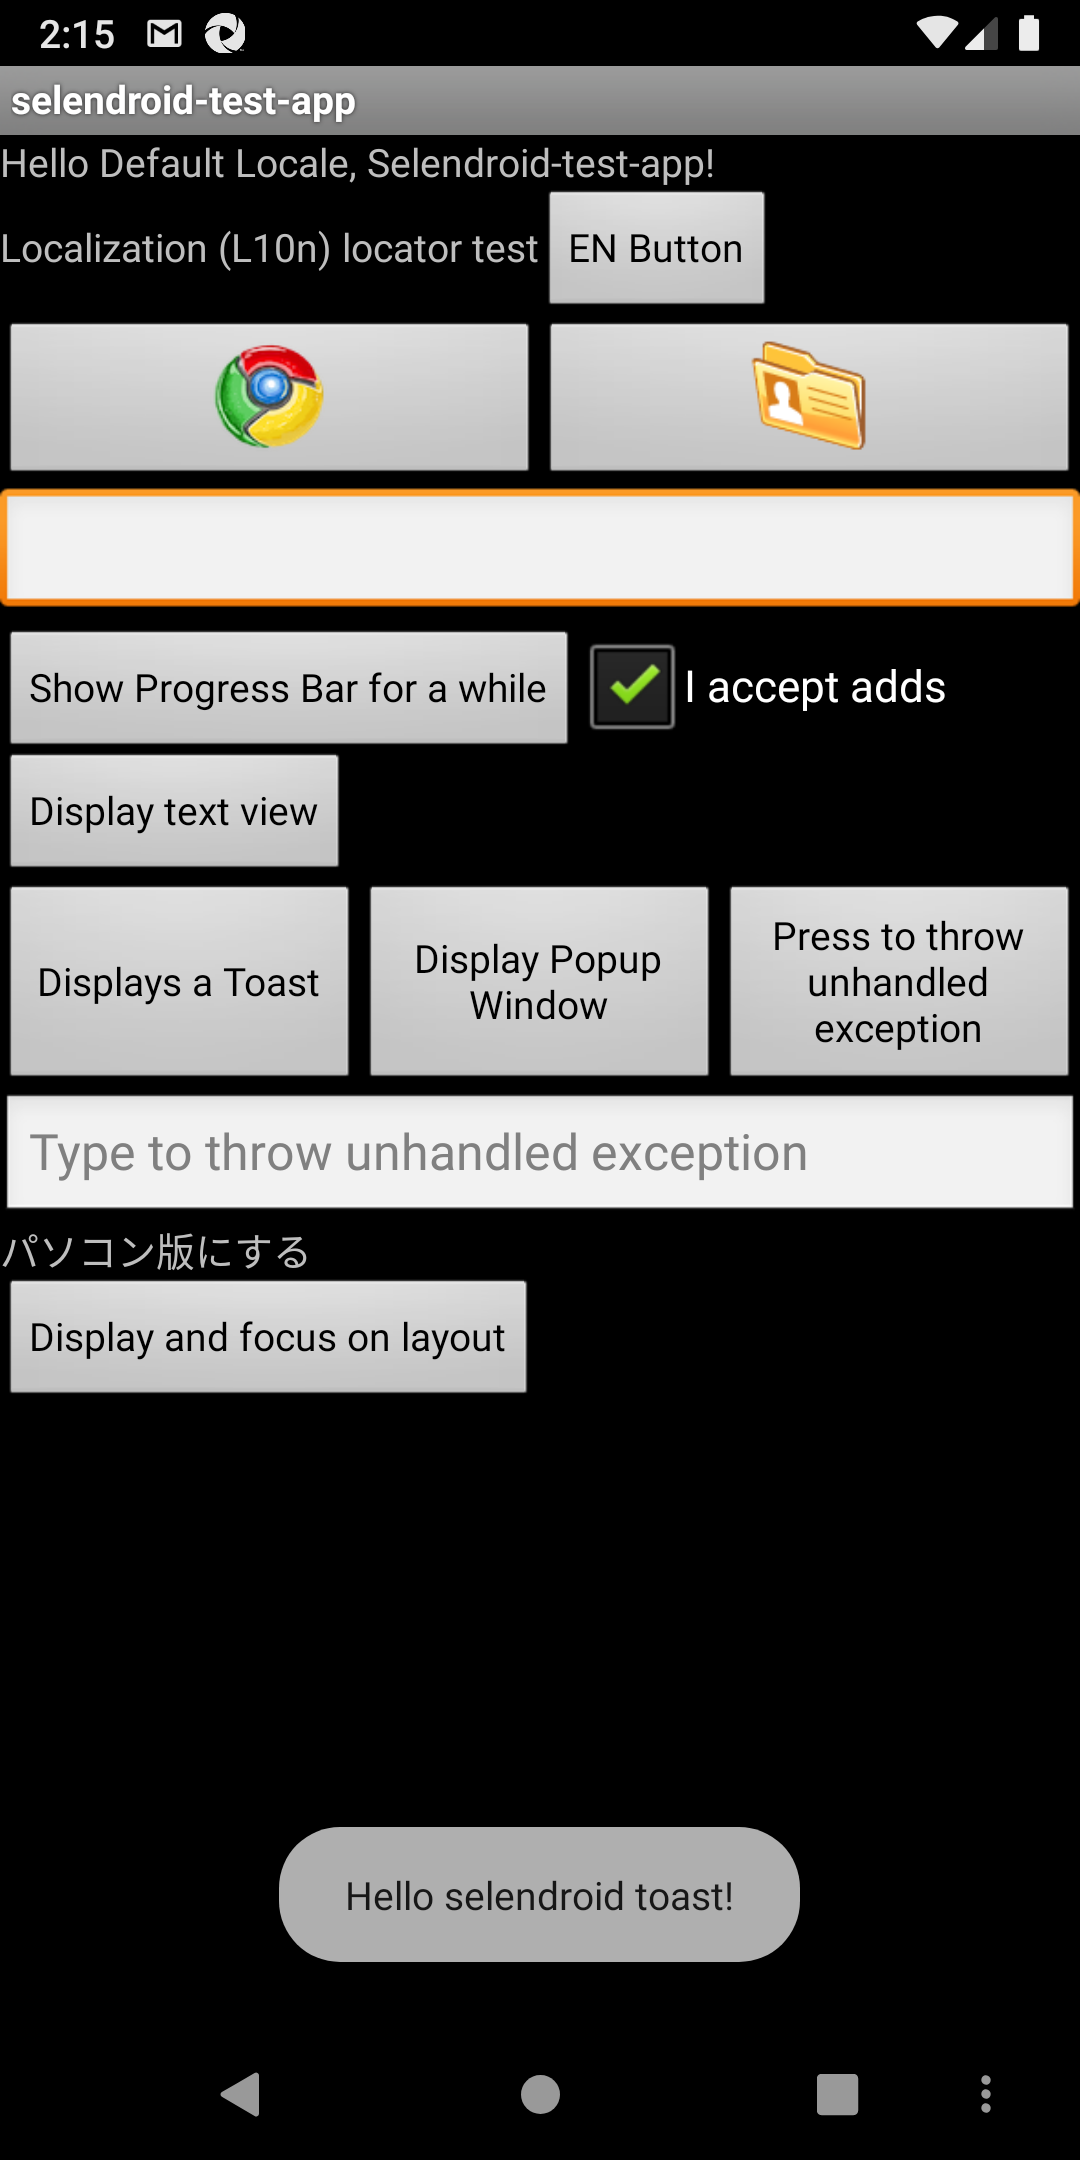 2:15
selendroid-test-app
Hello Default Locale, Selendroid-test-app!
Localization (L10n) locator test
EN Button
Show Progress Bar for a while
I accept adds
Display text view
Displays a Toast
Display Popup
Window
Press to throw
unhandled
exception
Type to throw unhandled exception
パソコン版にする
Display and focus on layout
Hello selendroid toast!